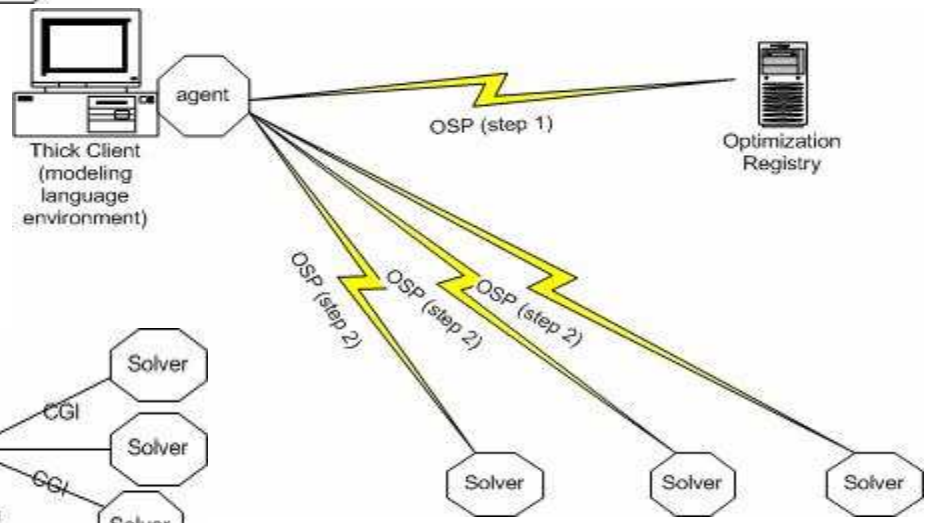 agent
OSP (step 1)
Thick Client
(modeling
language
environment)
Optimization
Registry
OSP (step 2)
OSP (step 2)
OSP (step 2)
Solver
CGI
Solver
CGI
Solver
Solver
Solver
Solver